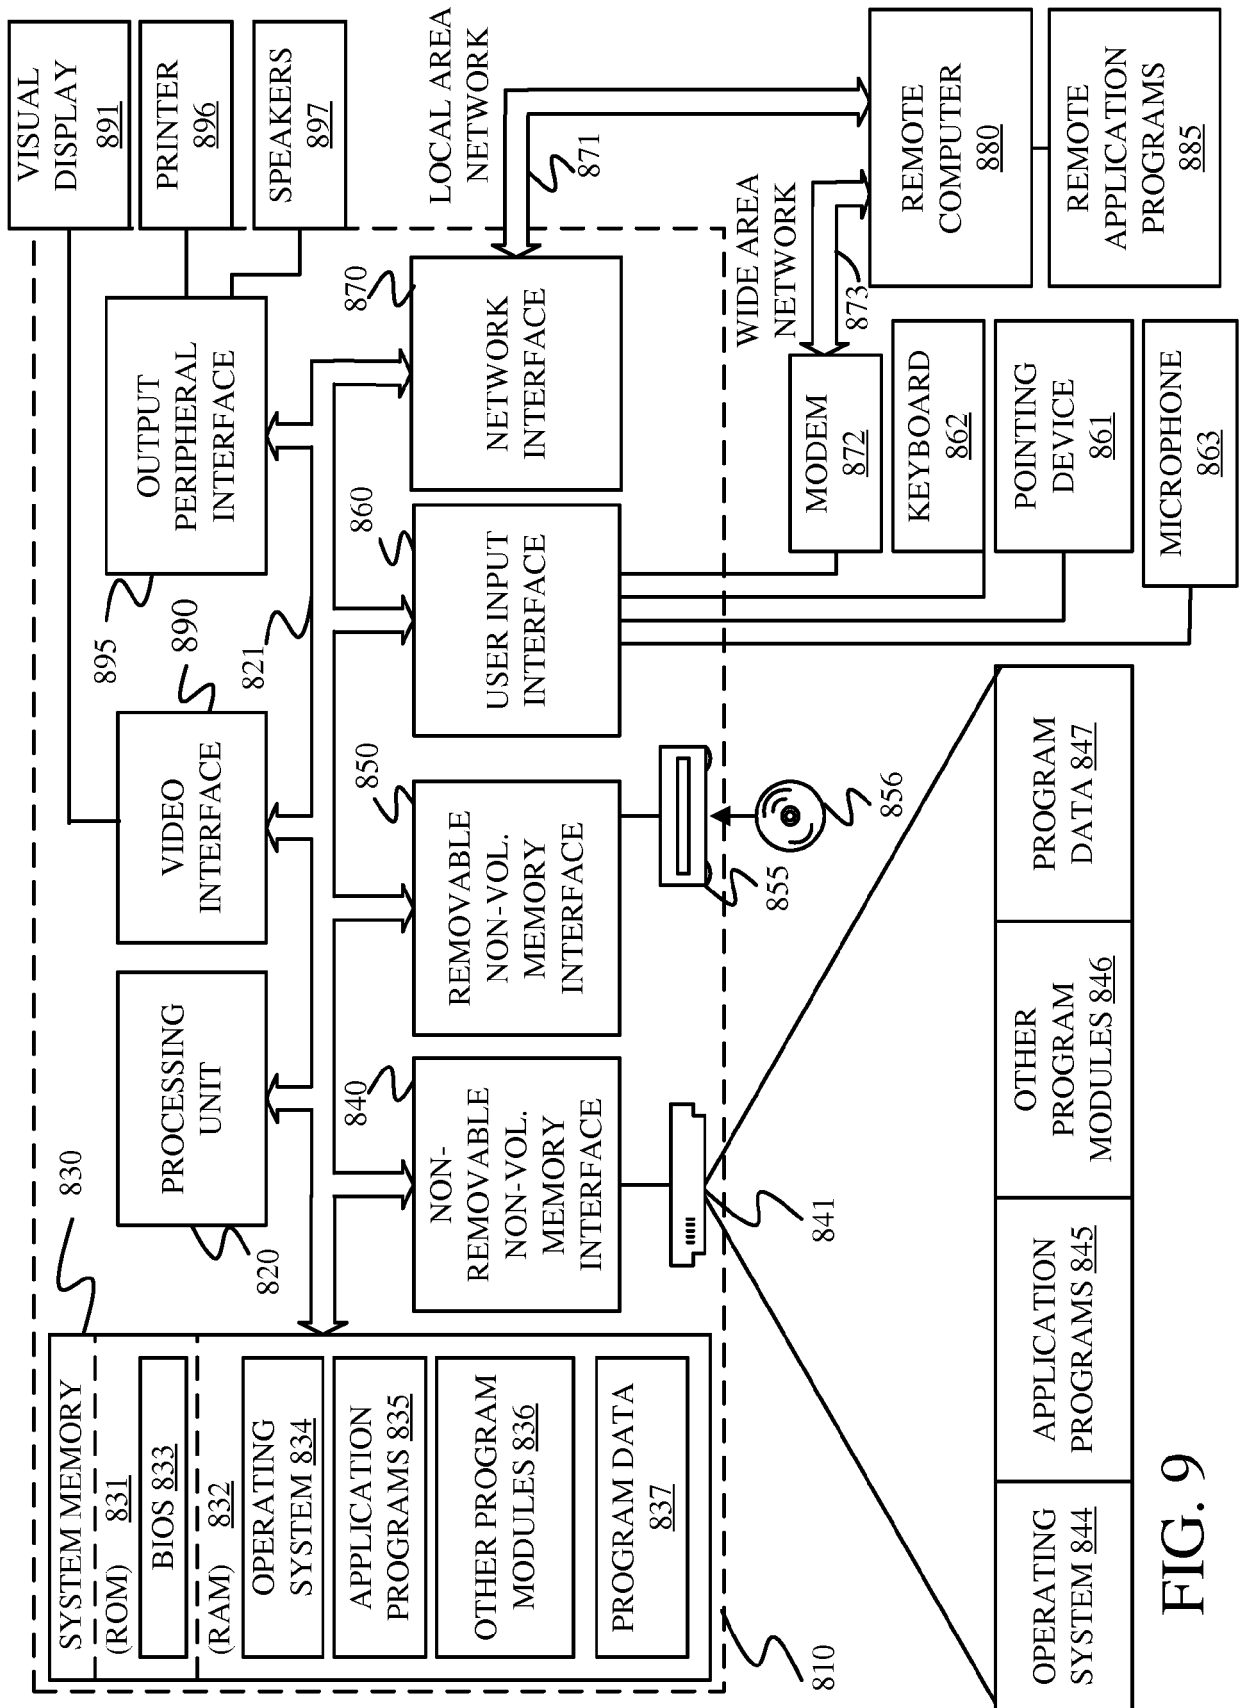 SYSTEM MEMORY
(ROM) 831
BIOS 833
(RAM) 832
OPERATING
SYSTEM 834
APPLICATION
PROGRAMS 835
OTHER PROGRAM
MODULES 836
PROGRAM DATA
837
830
810
PROCESSING
UNIT
820
VIDEO
INTERFACE
890
OUTPUT
PERIPHERAL
INTERFACE
895
821
VISUAL
DISPLAY
891
PRINTER
896
SPEAKERS
897
NON-
REMOVABLE
NON-VOL.
MEMORY
INTERFACE
840
REMOVABLE
NON-VOL.
MEMORY
INTERFACE
850
USER INPUT
INTERFACE
860
NETWORK
INTERFACE
870
LOCAL AREA
NETWORK
871
841
855
856
WIDE AREA
NETWORK
873
MODEM
872
KEYBOARD
862
POINTING
DEVICE
861
MICROPHONE
863
REMOTE
COMPUTER
880
REMOTE
APPLICATION
PROGRAMS
885
OPERATING
SYSTEM 844
APPLICATION
PROGRAMS 845
OTHER
PROGRAM
MODULES 846
PROGRAM
DATA 847
FIG. 9